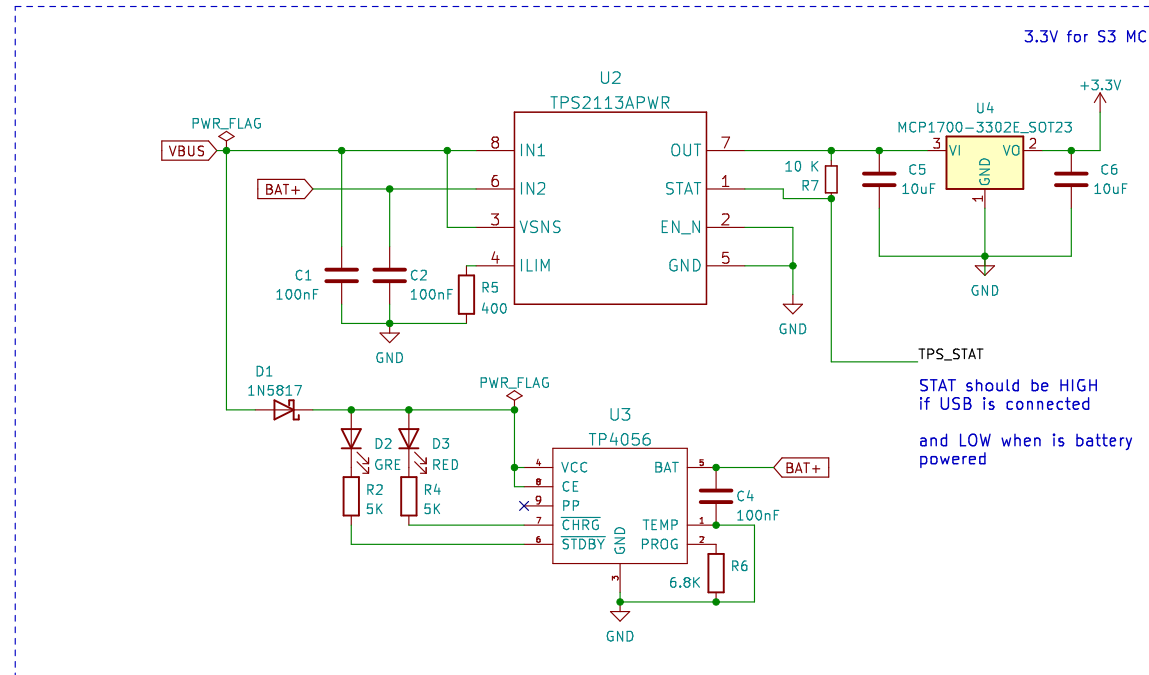 3.3V for S3 MC
U2
TPS2113APWR
+3.3V
U4
MCP1700-3302E_SOT23
PWR_FLAG
VBUS
8
IN1
OUT
7
10 K
R7
C5
10uF
3
VI
VO
2
GND
1
C6
10uF
BAT+
6
IN2
STAT
1
3
VSNS
EN_N
2
4
ILIM
GND
5
C1
100nF
C2
100nF
R5
400
GND
GND
GND
TPS_STAT
STAT should be HIGH
if USB is connected
and LOW when is battery
powered
D1
1N5817
PWR_FLAG
U3
TP4056
D2
GRE
D3
RED
4
VCC
BAT
5
BAT+
8
CE
9
PP
C4
100nF
R2
5K
R4
5K
7
CHRG
TEMP
1
6
STDBY
PROG
2
GND
3
R6
6.8K
GND